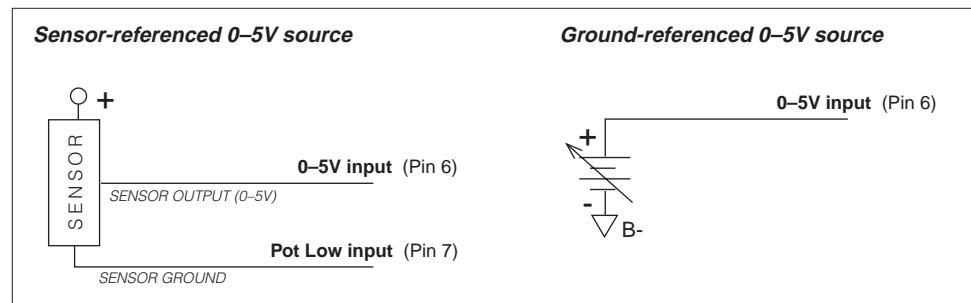 Sensor-referenced 0–5V source
+
SENSOR
0–5V input (Pin 6)
SENSOR OUTPUT (0–5V)
Pot Low input (Pin 7)
SENSOR GROUND
Ground-referenced 0–5V source
0–5V input (Pin 6)
+
-
B-